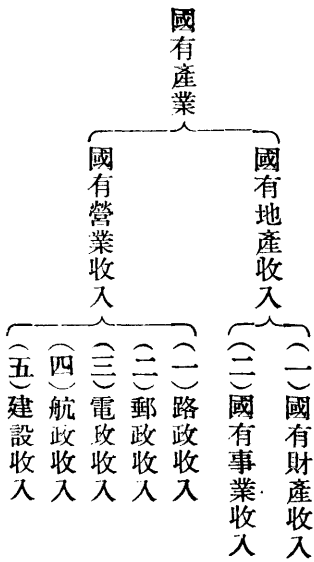 國有產業
國有地產收入
(一)國有財產收入
(二)國有事業收入
國有營業收入
(一)路政收入
(二)郵政收入
(三)電政收入
(四)航政收入
(五)建設收入